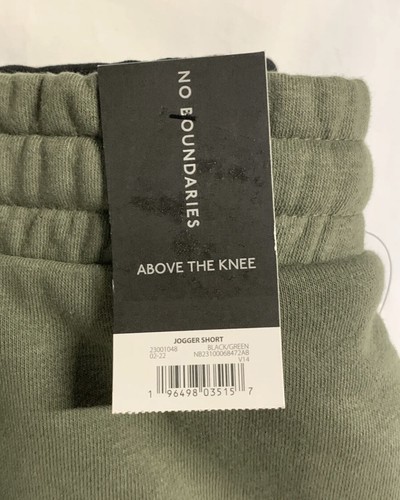 NO BOUNDARIES
ABOVE THE KNEE
JOGGER SHORT
23001048 BLACK/GREEN
02-22 NB23100068472AB
V14
1 96498 03515 7